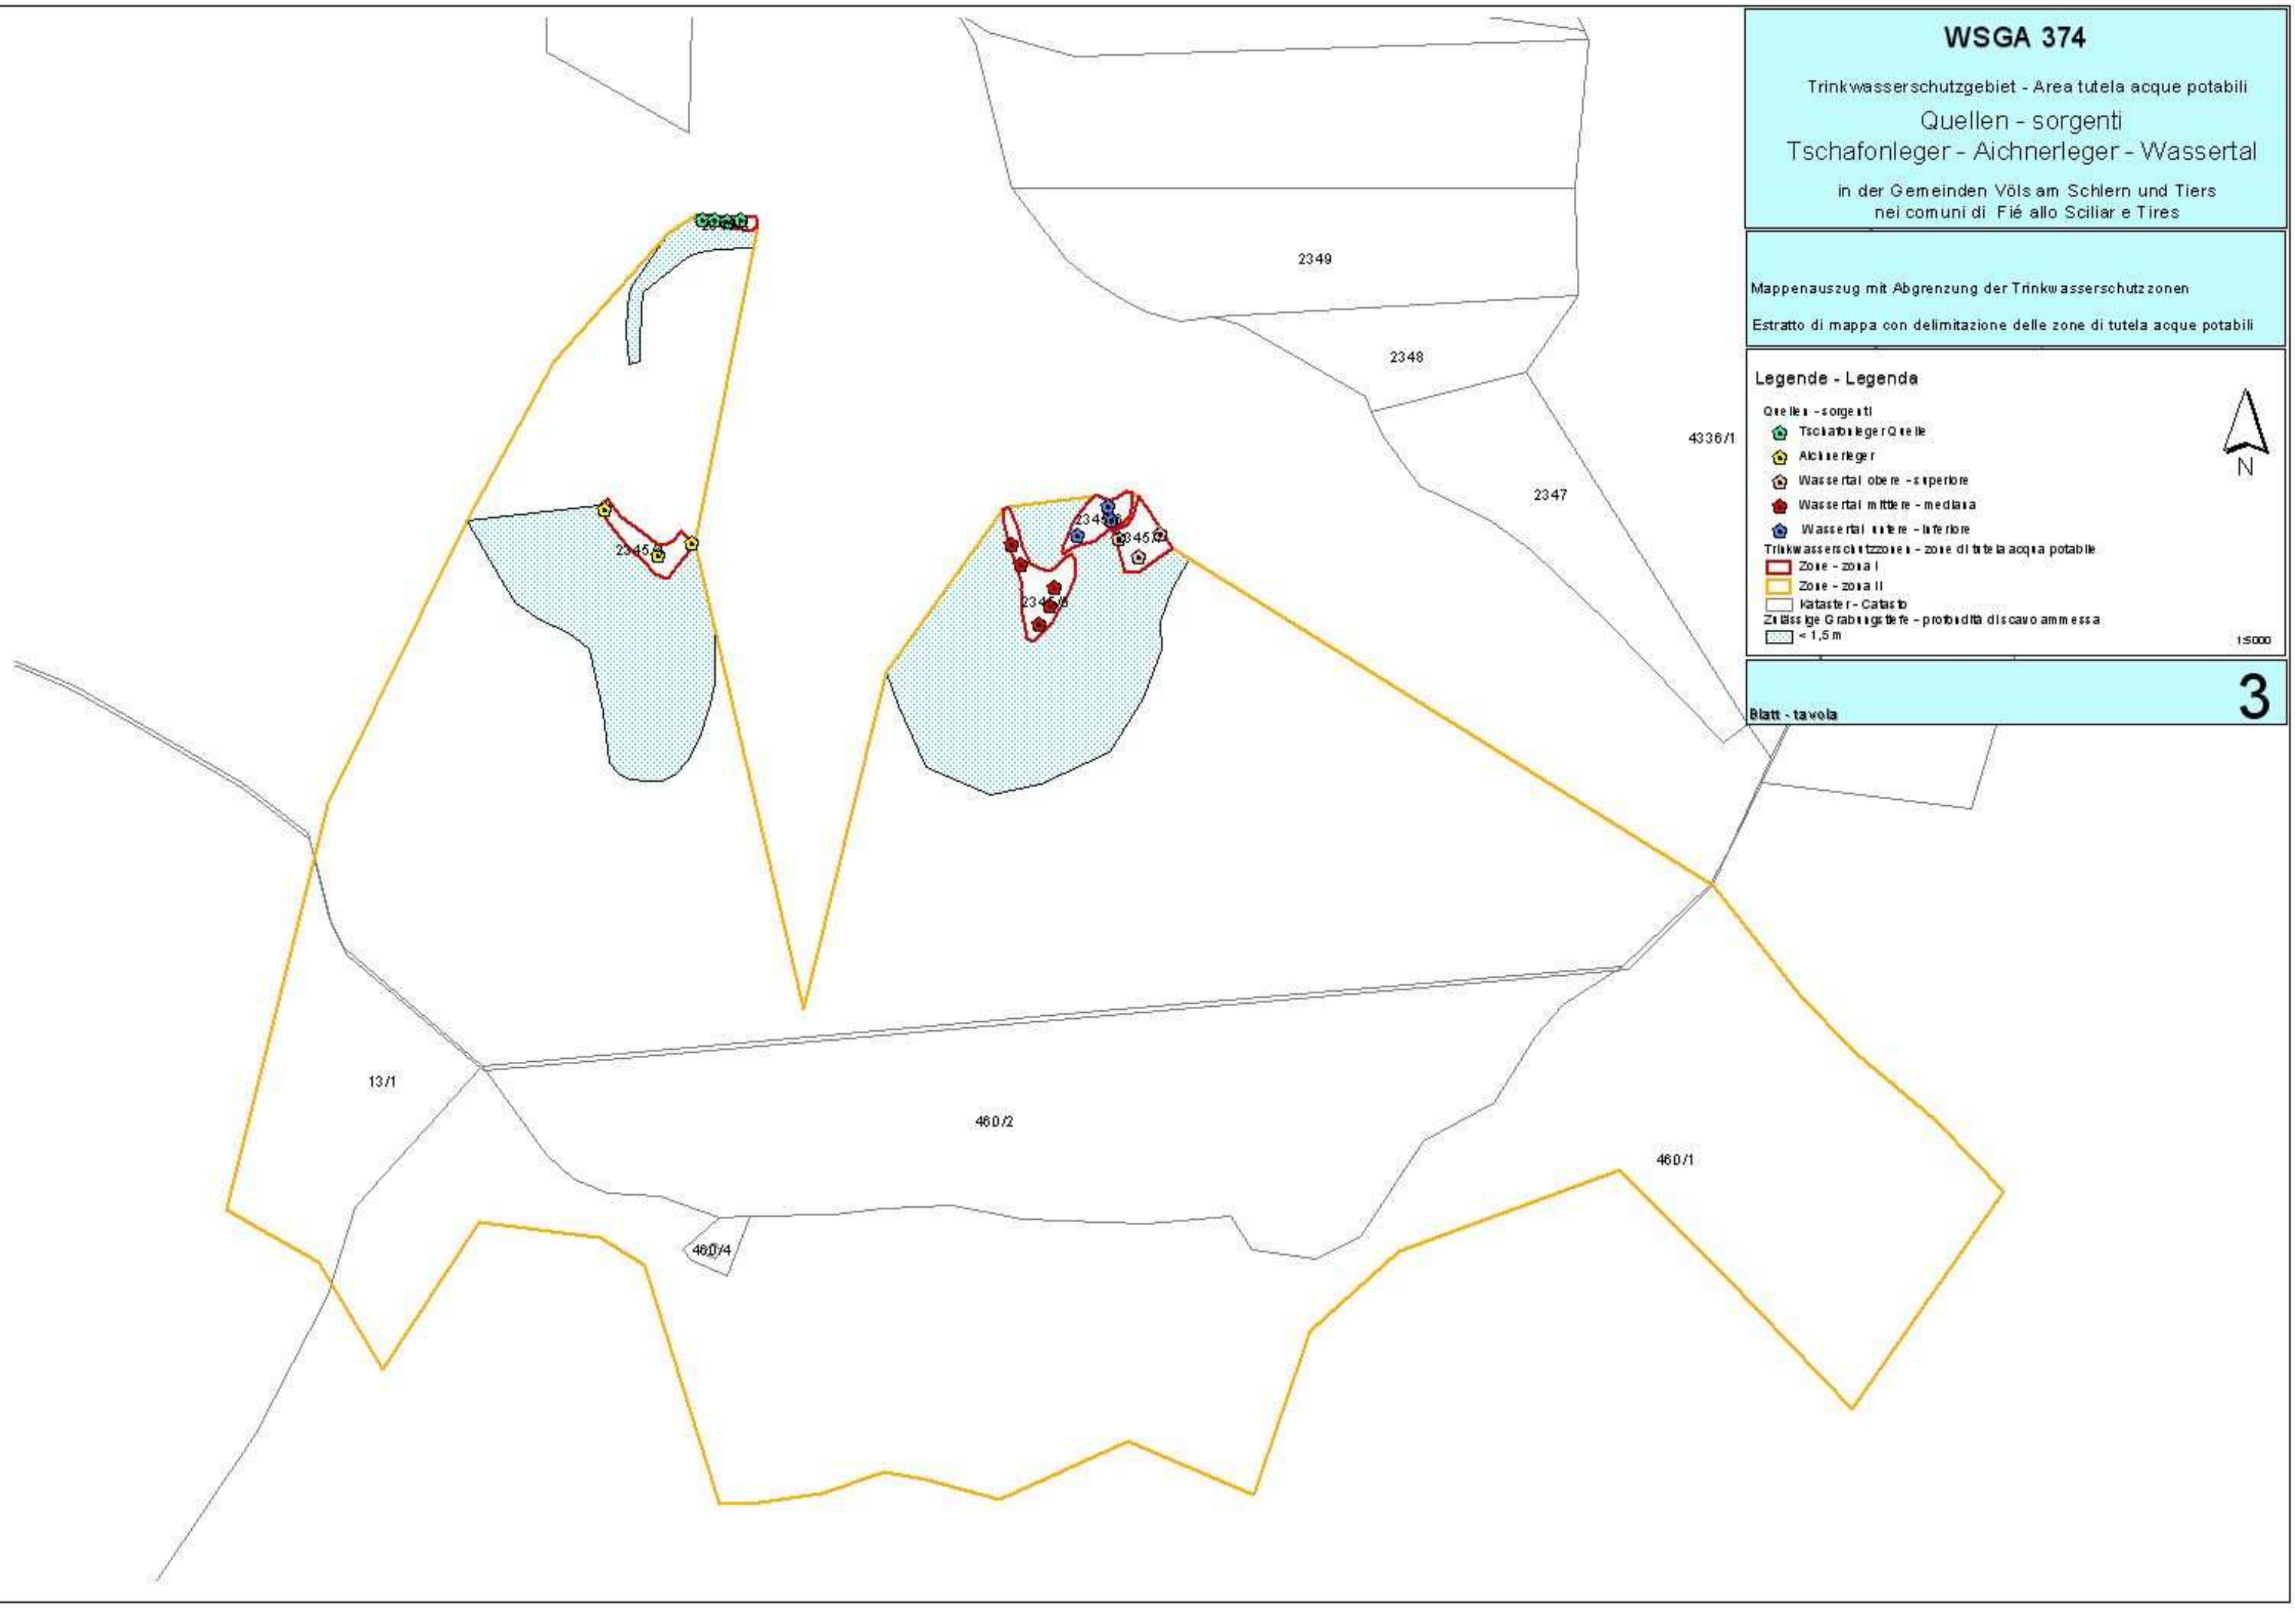 WSGA 374
Trinkwasserschutzgebiet - Area tutela acque potabili
Quellen - sorgenti
Tschafonleger - Aichnerleger - Wassertal
in der Gemeinden Völs am Schlern und Tiers
nei comuni di Fié allo Sciliar e Tires
Mappenauszug mit Abgrenzung der Trinkwasserschutzzonen
Estratto di mappa con delimitazione delle zone di tutela acque potabili
Legende - Legenda
Quellen - sorgenti
Tschafonleger Quelle
Aichnerleger
Wassertal obere - superiore
Wassertal mittlere - mediana
Wassertal untere - inferiore
Trinkwasserschutzzonen - zone di tutela acqua potabile
Zone - zona I
Zone - zona II
Kataster - Catasto
Zulässige Grabungstiefe - profondità di scavo ammessa
< 1,5 m
N
1:5000
Blatt - tavola
3
2349
2348
4336/1
2347
2345/5
13/1
460/2
460/1
460/4